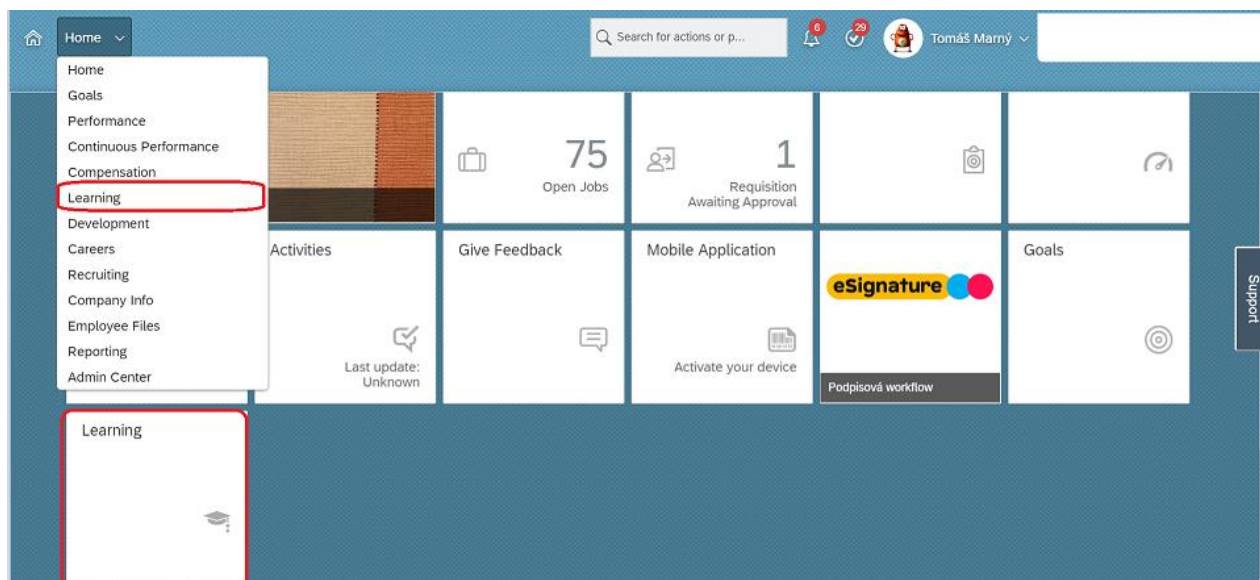 Home
Search for actions or p...
6
29
Tomáš Marný
Home
Goals
Performance
Continuous Performance
Compensation
Learning
Development
Careers
Recruiting
Company Info
Employee Files
Reporting
Admin Center
75
Open Jobs
1
Requisition
Awaiting Approval
Activities
Last update:
Unknown
Give Feedback
Mobile Application
Activate your device
eSignature
Podpisová workflow
Goals
Support
Learning